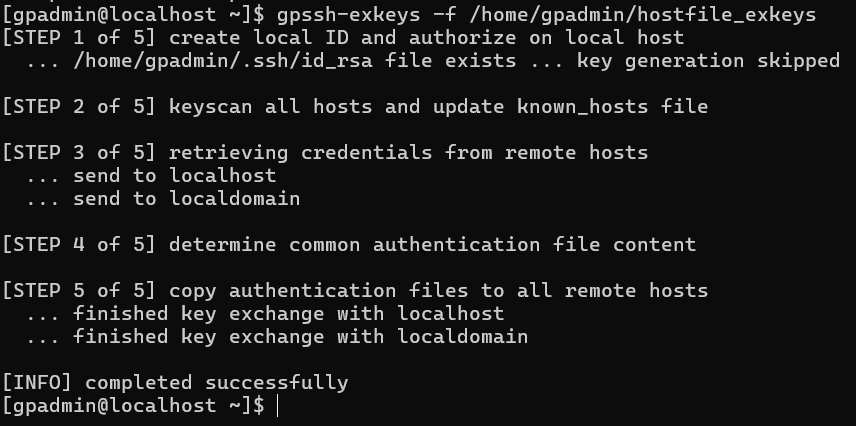 [gpadmin@localhost ~]$ gpssh-exkeys -f /home/gpadmin/hostfile_exkeys
[STEP 1 of 5] create local ID and authorize on local host
  ... /home/gpadmin/.ssh/id_rsa file exists ... key generation skipped
[STEP 2 of 5] keyscan all hosts and update known_hosts file
[STEP 3 of 5] retrieving credentials from remote hosts
  ... send to localhost
  ... send to localdomain
[STEP 4 of 5] determine common authentication file content
[STEP 5 of 5] copy authentication files to all remote hosts
  ... finished key exchange with localhost
  ... finished key exchange with localdomain
[INFO] completed successfully
[gpadmin@localhost ~]$